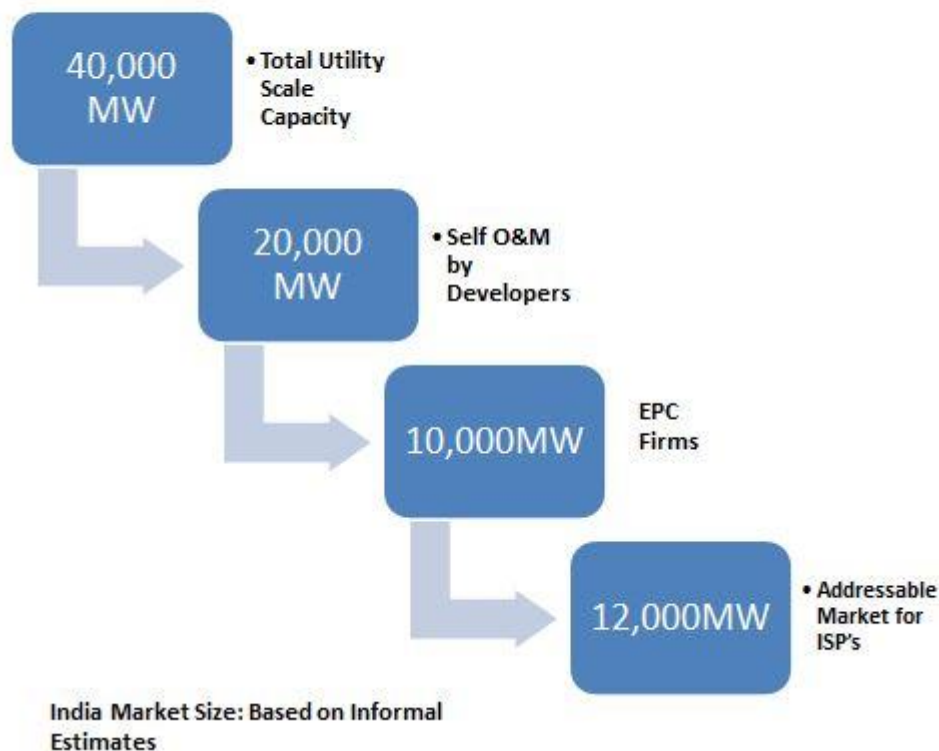 40,000
MW
• Total Utility
Scale
Capacity
20,000
MW
• Self O&M
by
Developers
10,000MW
EPC
Firms
12,000MW
• Addressable
Market for
ISP's
India Market Size: Based on Informal
Estimates